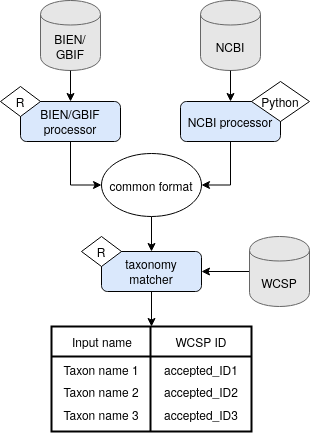 BIEN/
GBIF
NCBI
R
Python
BIEN/GBIF
processor
NCBI processor
common format
R
taxonomy
matcher
WCSP
Input name WCSP ID
Taxon name 1 accepted_ID1
Taxon name 2 accepted_ID2
Taxon name 3 accepted_ID3